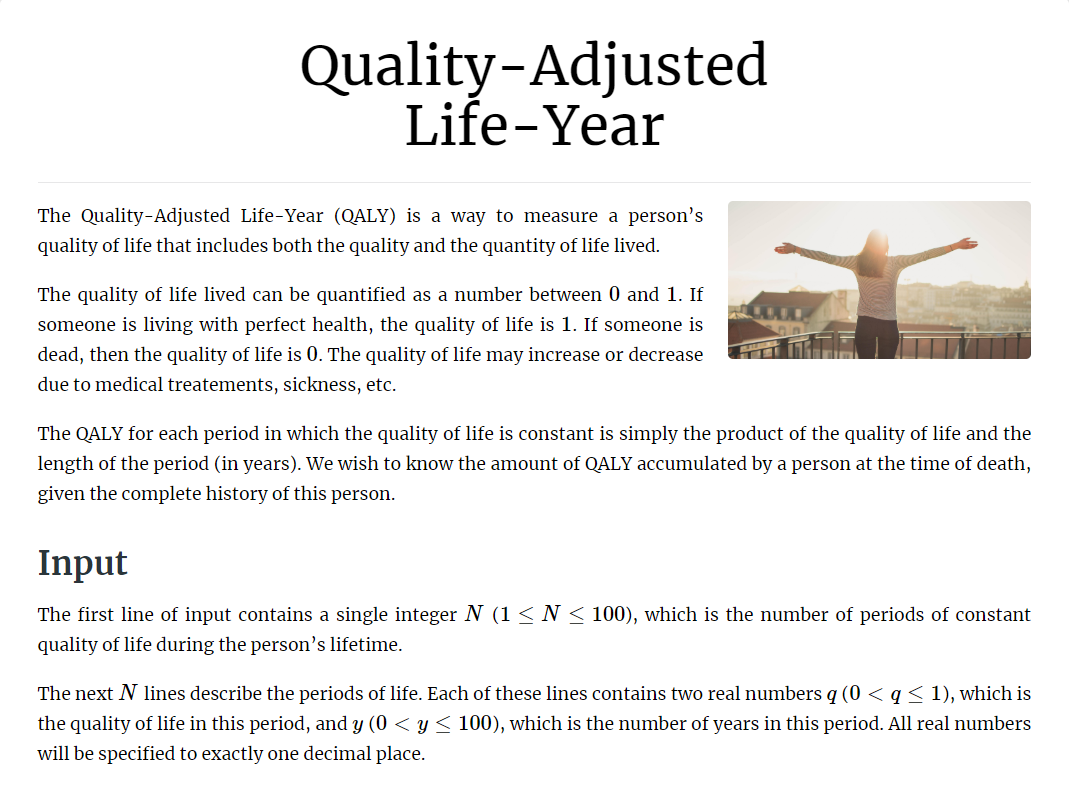 Quality-Adjusted
Life-Year
The Quality-Adjusted Life-Year (QALY) is a way to measure a person’s
quality of life that includes both the quality and the quantity of life lived.
The quality of life lived can be quantified as a number between 0 and 1. If
someone is living with perfect health, the quality of life is 1. If someone is
dead, then the quality of life is 0. The quality of life may increase or decrease
due to medical treatements, sickness, etc.
The QALY for each period in which the quality of life is constant is simply the product of the quality of life and the
length of the period (in years). We wish to know the amount of QALY accumulated by a person at the time of death,
given the complete history of this person.
Input
The first line of input contains a single integer N (1 ≤ N ≤ 100), which is the number of periods of constant
quality of life during the person’s lifetime.
The next N lines describe the periods of life. Each of these lines contains two real numbers q (0 < q ≤ 1), which is
the quality of life in this period, and y (0 < y ≤ 100), which is the number of years in this period. All real numbers
will be specified to exactly one decimal place.